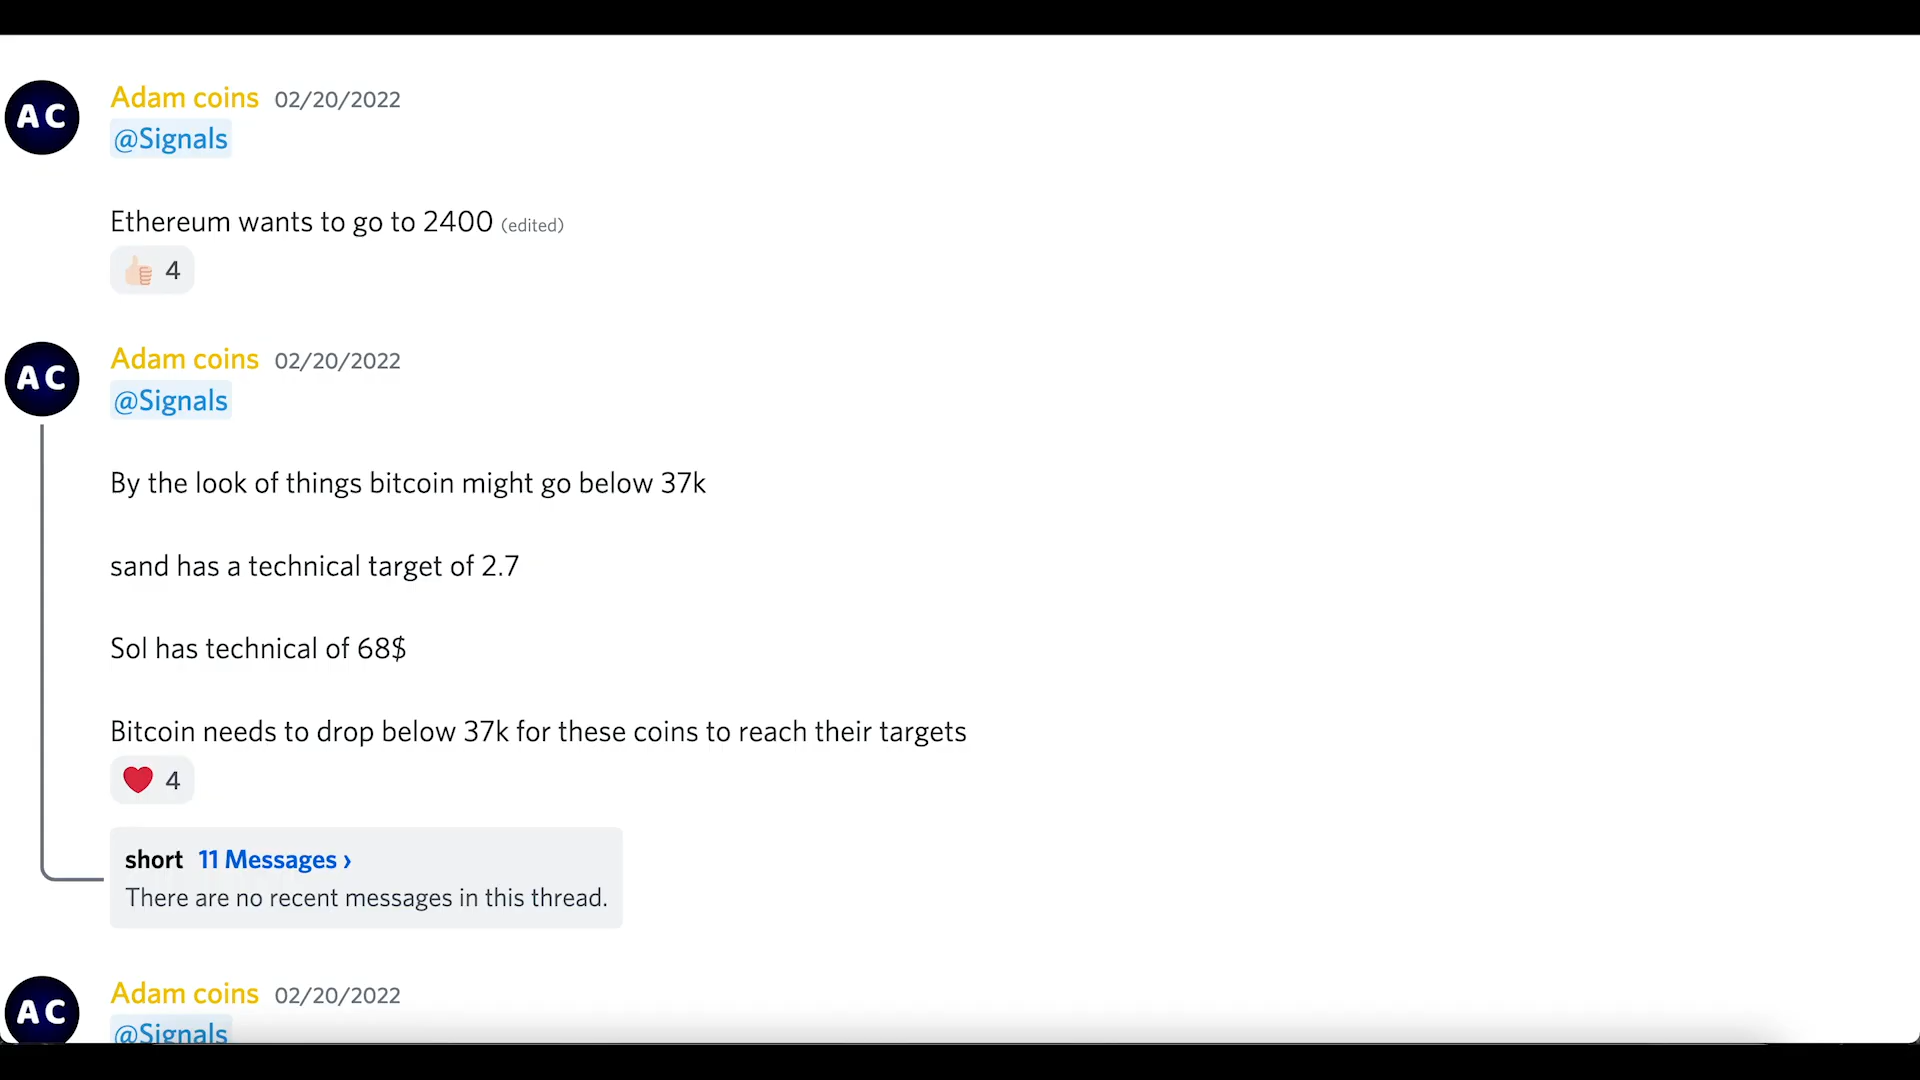 AC
Adam coins 02/20/2022
@Signals
Ethereum wants to go to 2400 (edited)
4
AC
Adam coins 02/20/2022
@Signals
By the look of things bitcoin might go below 37k
sand has a technical target of 2.7
Sol has technical of 68$
Bitcoin needs to drop below 37k for these coins to reach their targets
4
short 11 Messages ›
There are no recent messages in this thread.
AC
Adam coins 02/20/2022
@Signals